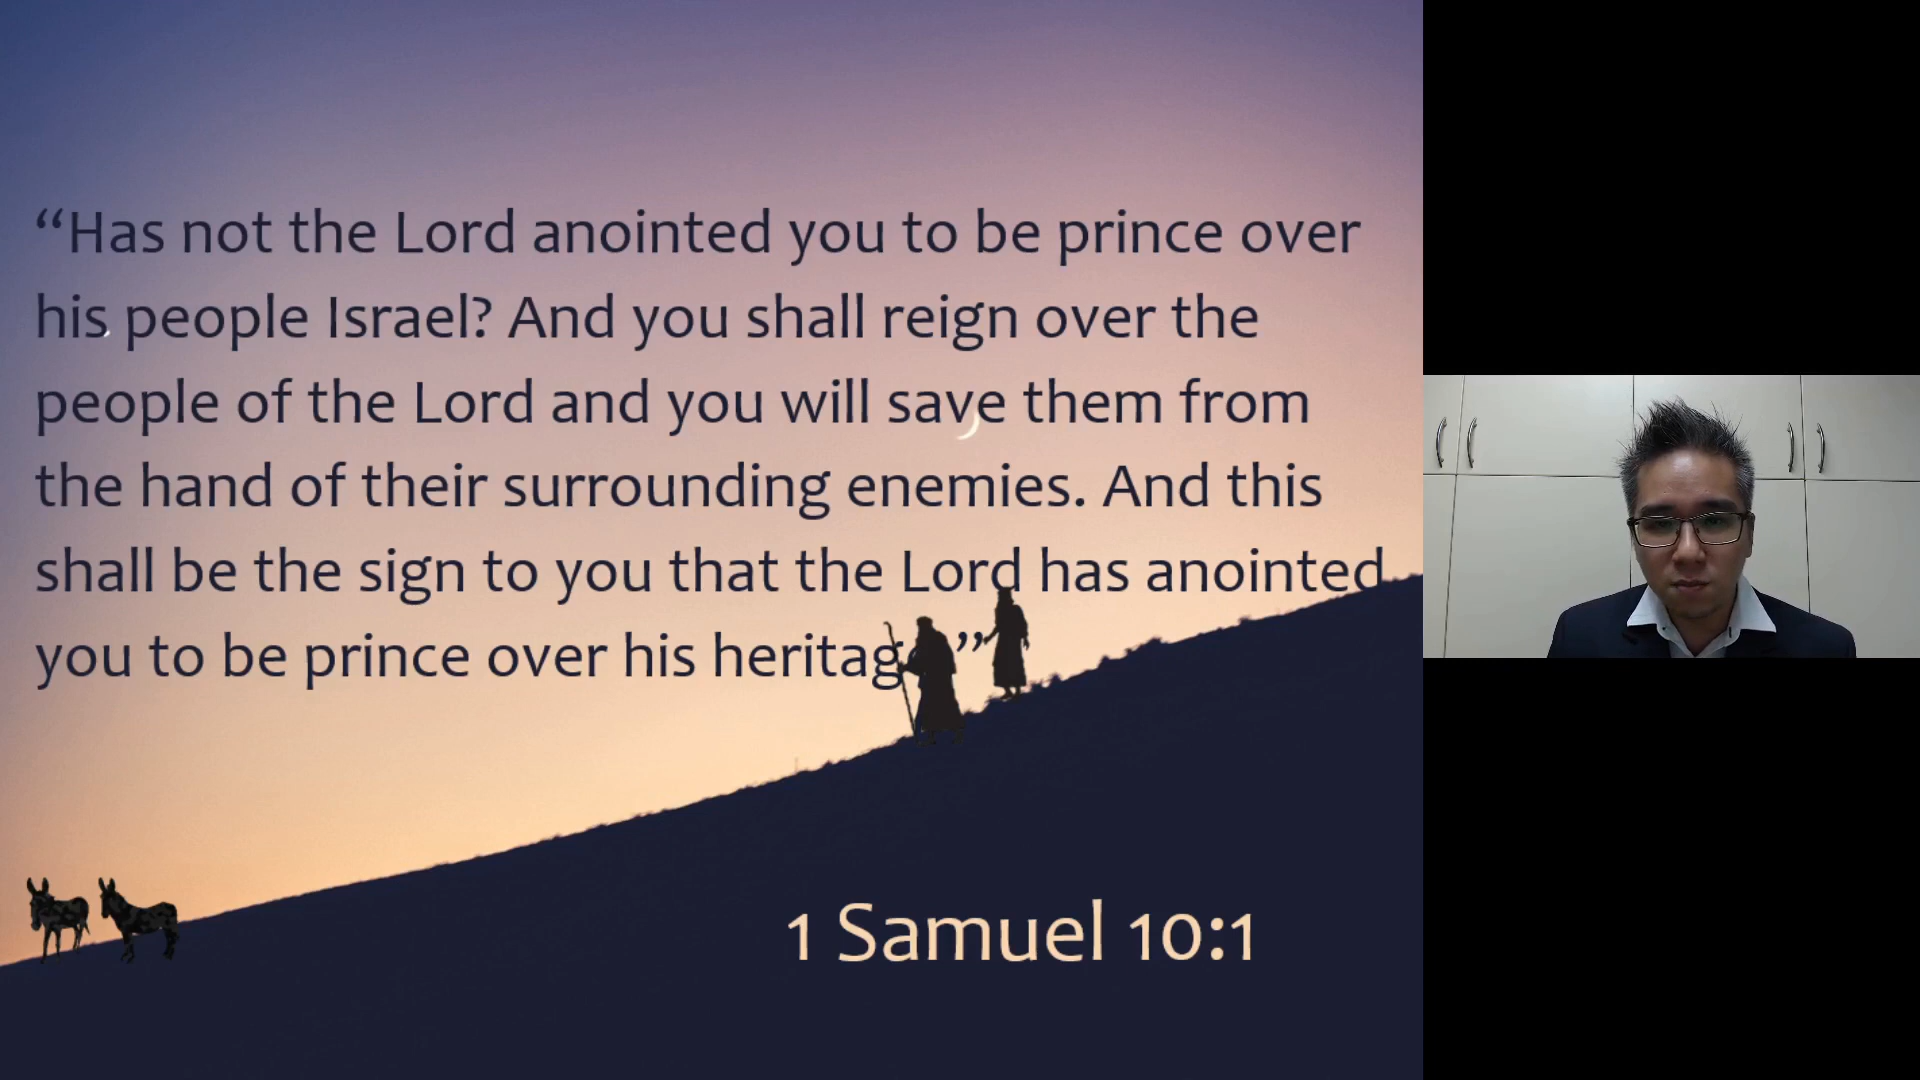 “Has not the Lord anointed you to be prince over
his people Israel? And you shall reign over the
people of the Lord and you will save them from
the hand of their surrounding enemies. And this
shall be the sign to you that the Lord has anointed
you to be prince over his heritag ”
1 Samuel 10:1